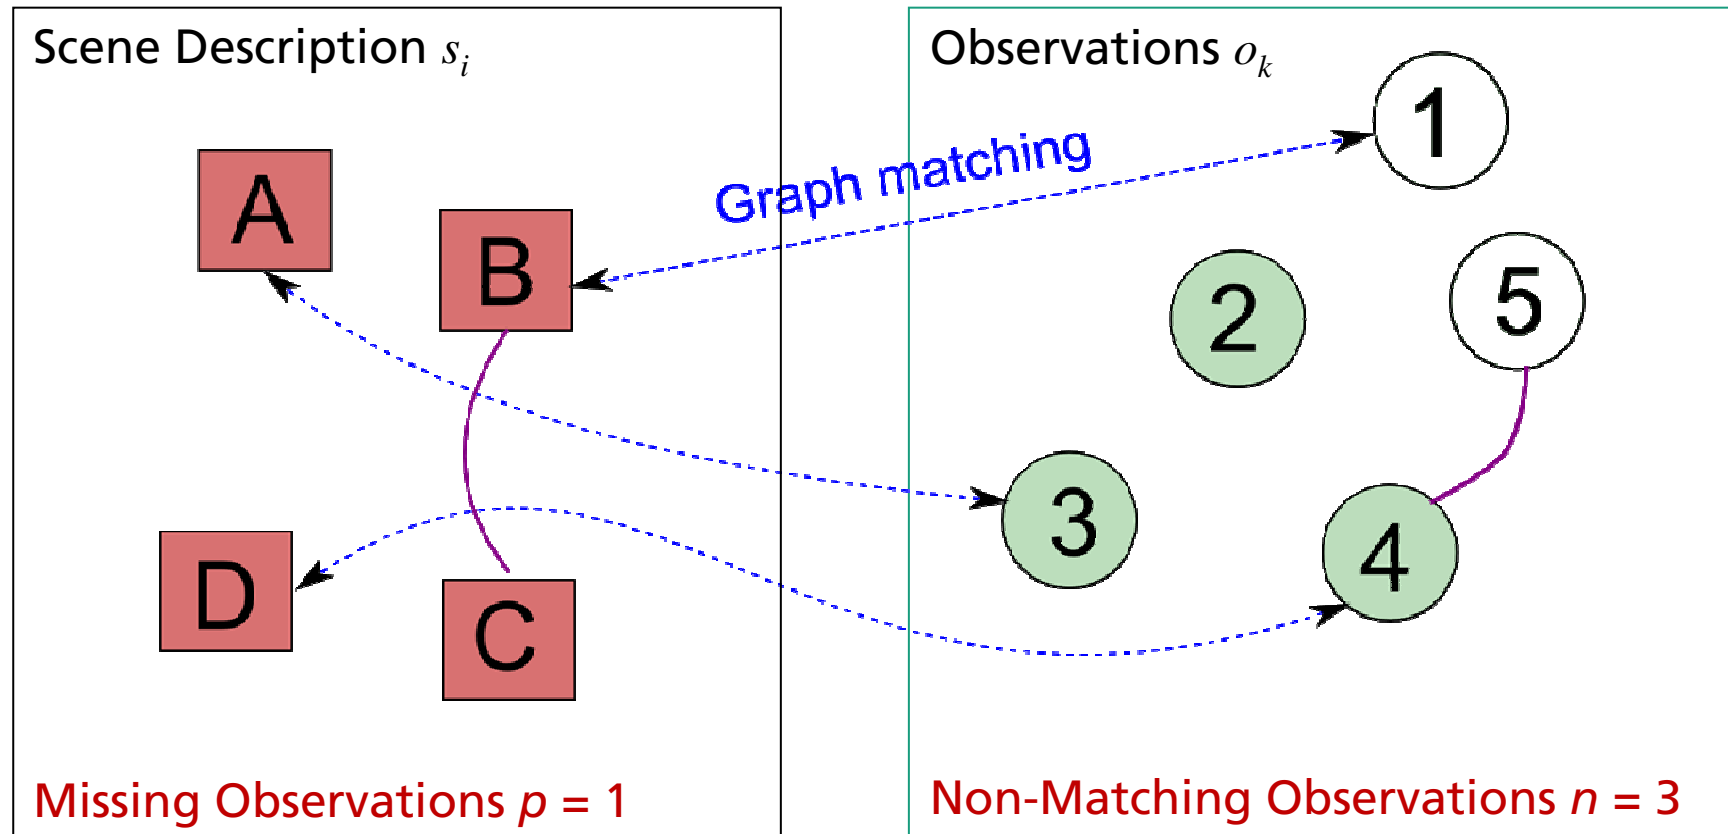 Scene Description s_i
A
B
D
C
Missing Observations p = 1
Graph matching
Observations o_k
1
2
5
3
4
Non-Matching Observations n = 3